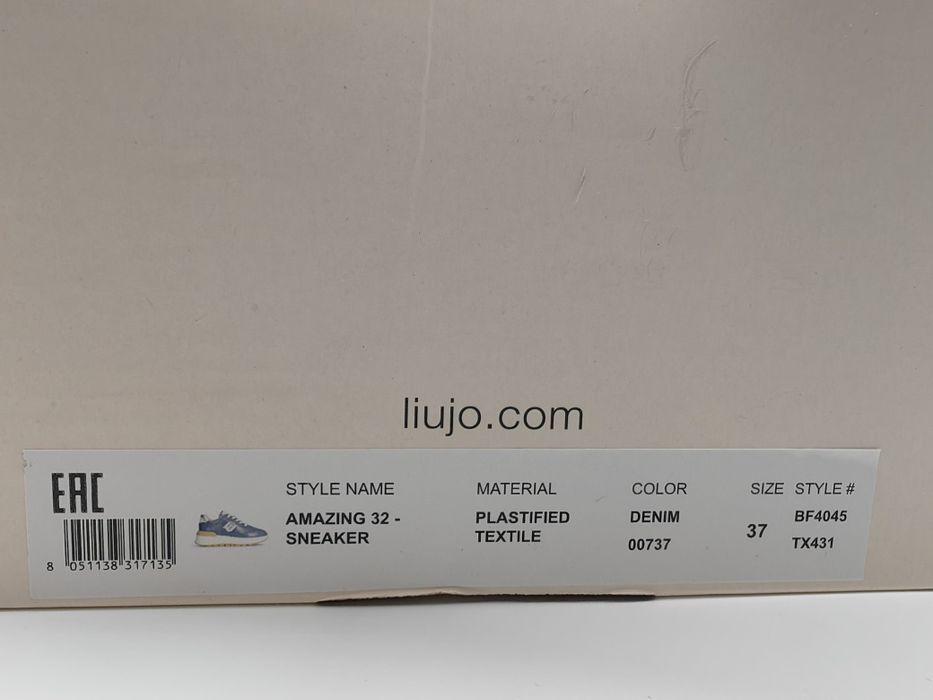 liujo.com
EAC
8 051138 317135
STYLE NAME
AMAZING 32 -
SNEAKER
MATERIAL
PLASTIFIED
TEXTILE
COLOR
DENIM
00737
SIZE
37
STYLE #
BF4045
TX431